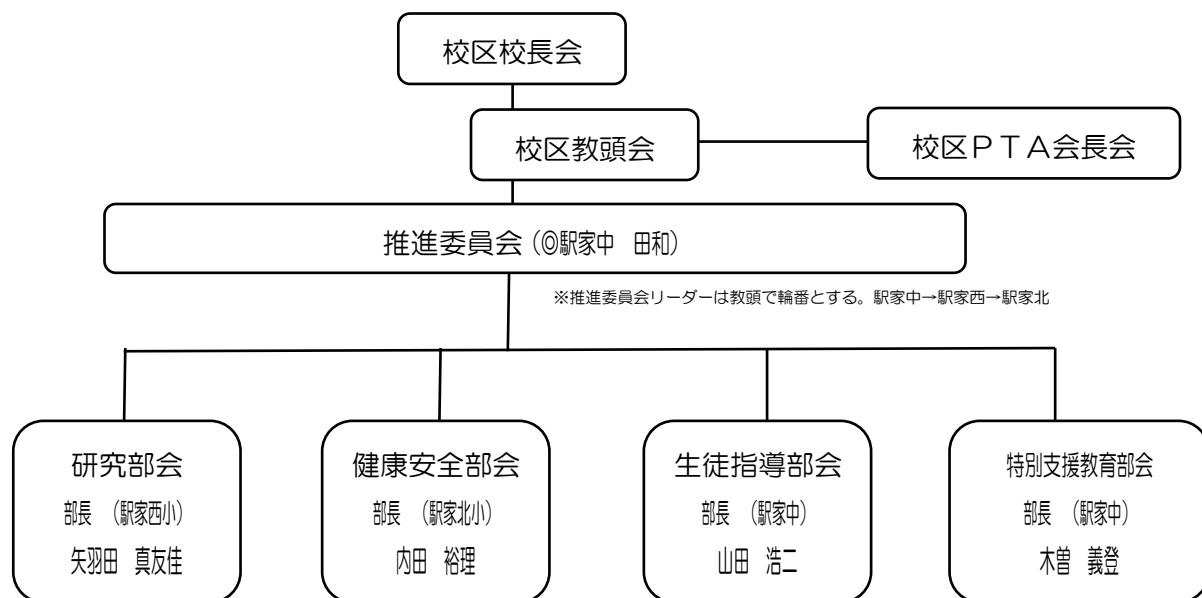 校区校長会
校区教頭会
校区PTA会長会
推進委員会(◎駅家中 田和)
※推進委員会リーダーは教頭で輪番とする。駅家中→駅家西→駅家北
研究部会
部長 (駅家西小)
矢羽田 真友佳
健康安全部会
部長 (駅家北小)
内田 裕理
生徒指導部会
部長 (駅家中)
山田 浩二
特別支援教育部会
部長 (駅家中)
木曽 義登